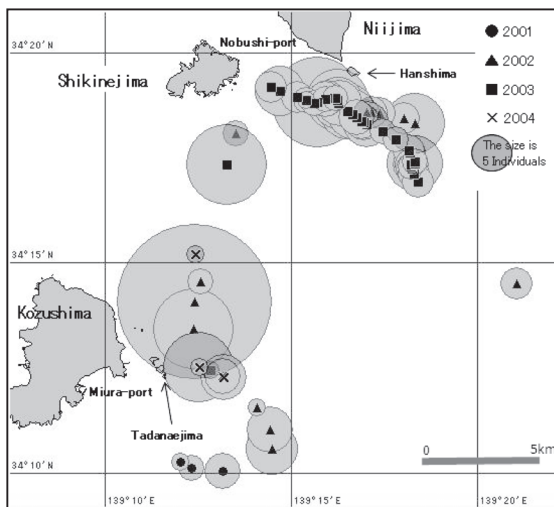 Niijima
Nobushi-port
34°20'N
Hanshima
Shikinejima
2001
2002
2003
2004
The size is
5 Individuals
34°15'N
Kozushima
Miura-port
Tadanaejima
34°10'N
0 5km
139°10'E 139°15'E 139°20'E